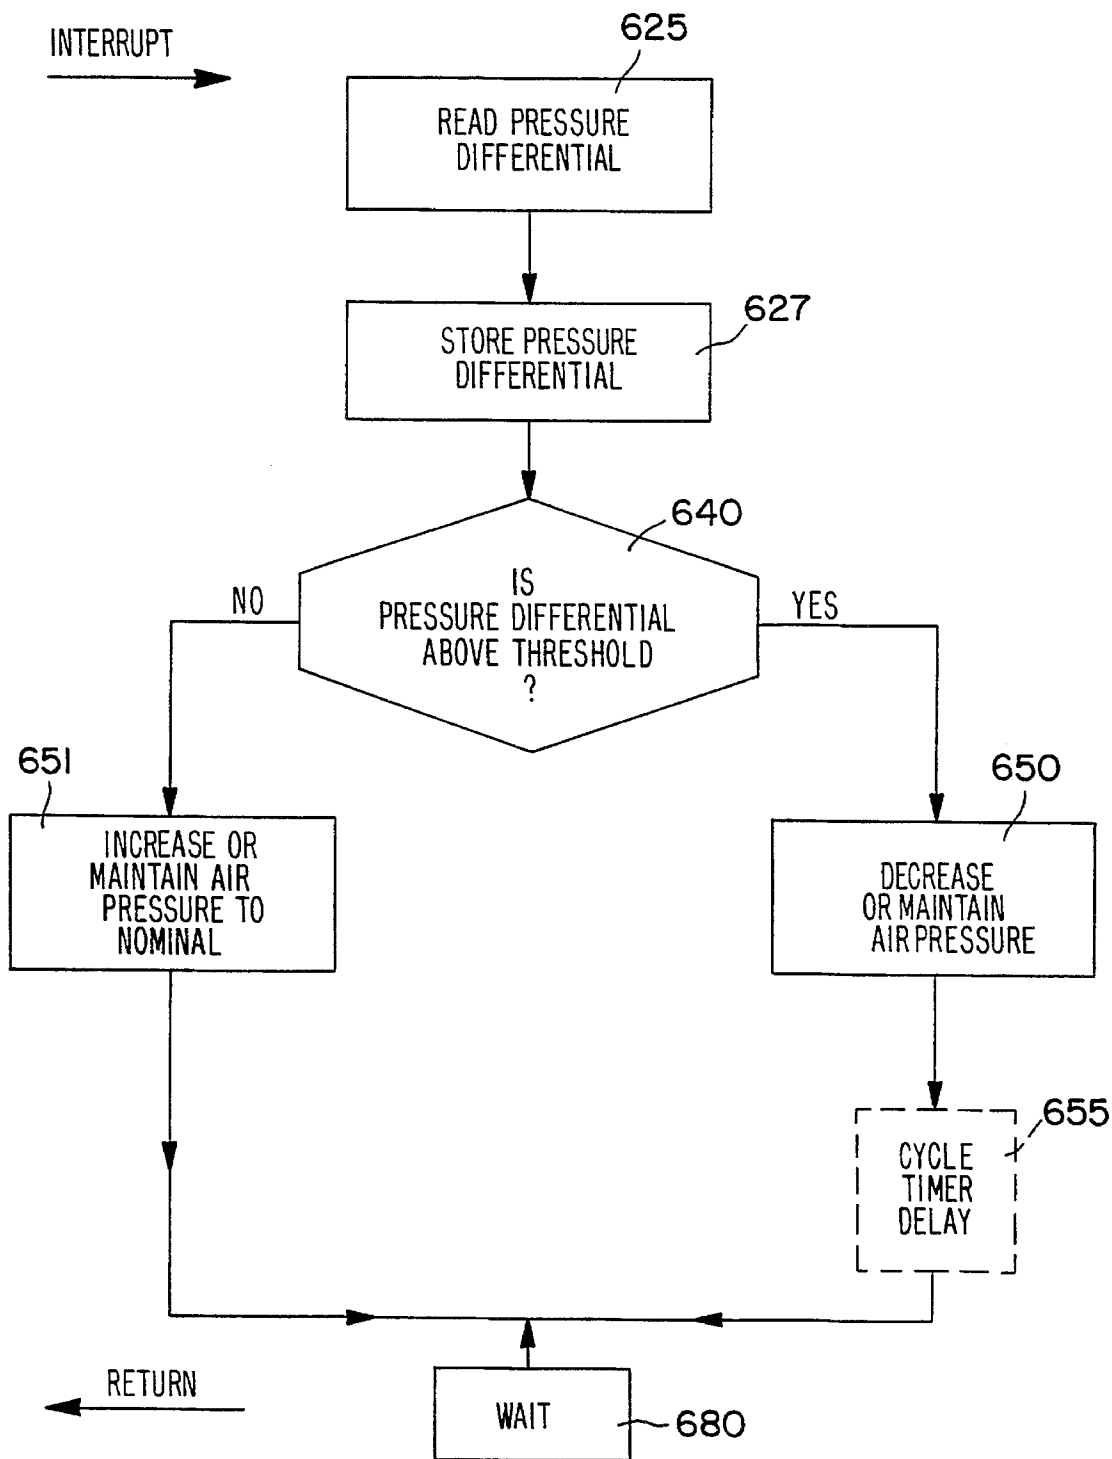 INTERRUPT
625
READ PRESSURE
DIFFERENTIAL
627
STORE PRESSURE
DIFFERENTIAL
640
IS
PRESSURE DIFFERENTIAL
ABOVE THRESHOLD
?
NO
YES
651
INCREASE OR
MAINTAIN AIR
PRESSURE TO
NOMINAL
650
DECREASE
OR MAINTAIN
AIR PRESSURE
655
CYCLE
TIMER
DELAY
RETURN
WAIT
680